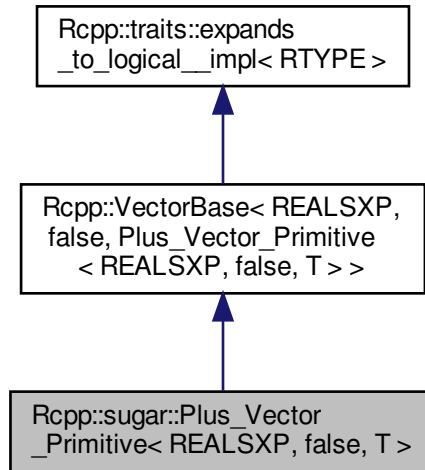 Rcpp::traits::expands
_to_logical__impl< RTYPE >
Rcpp::VectorBase< REALSXP,
false, Plus_Vector_Primitive
< REALSXP, false, T > >
Rcpp::sugar::Plus_Vector
_Primitive< REALSXP, false, T >